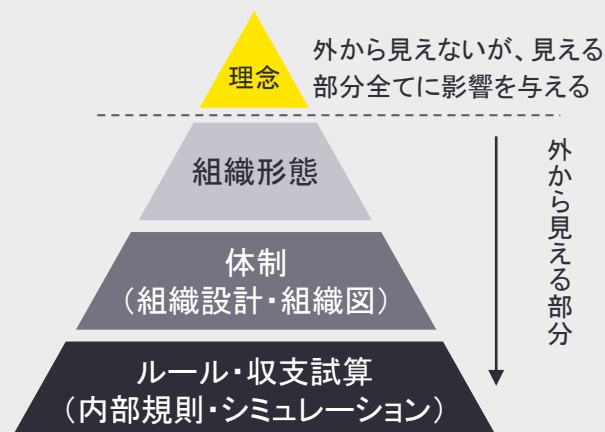 理念
外から見えないが、見える
部分全てに影響を与える
組織形態
体制
（組織設計・組織図）
ルール・収支試算
（内部規則・シミュレーション）
外から見える部分